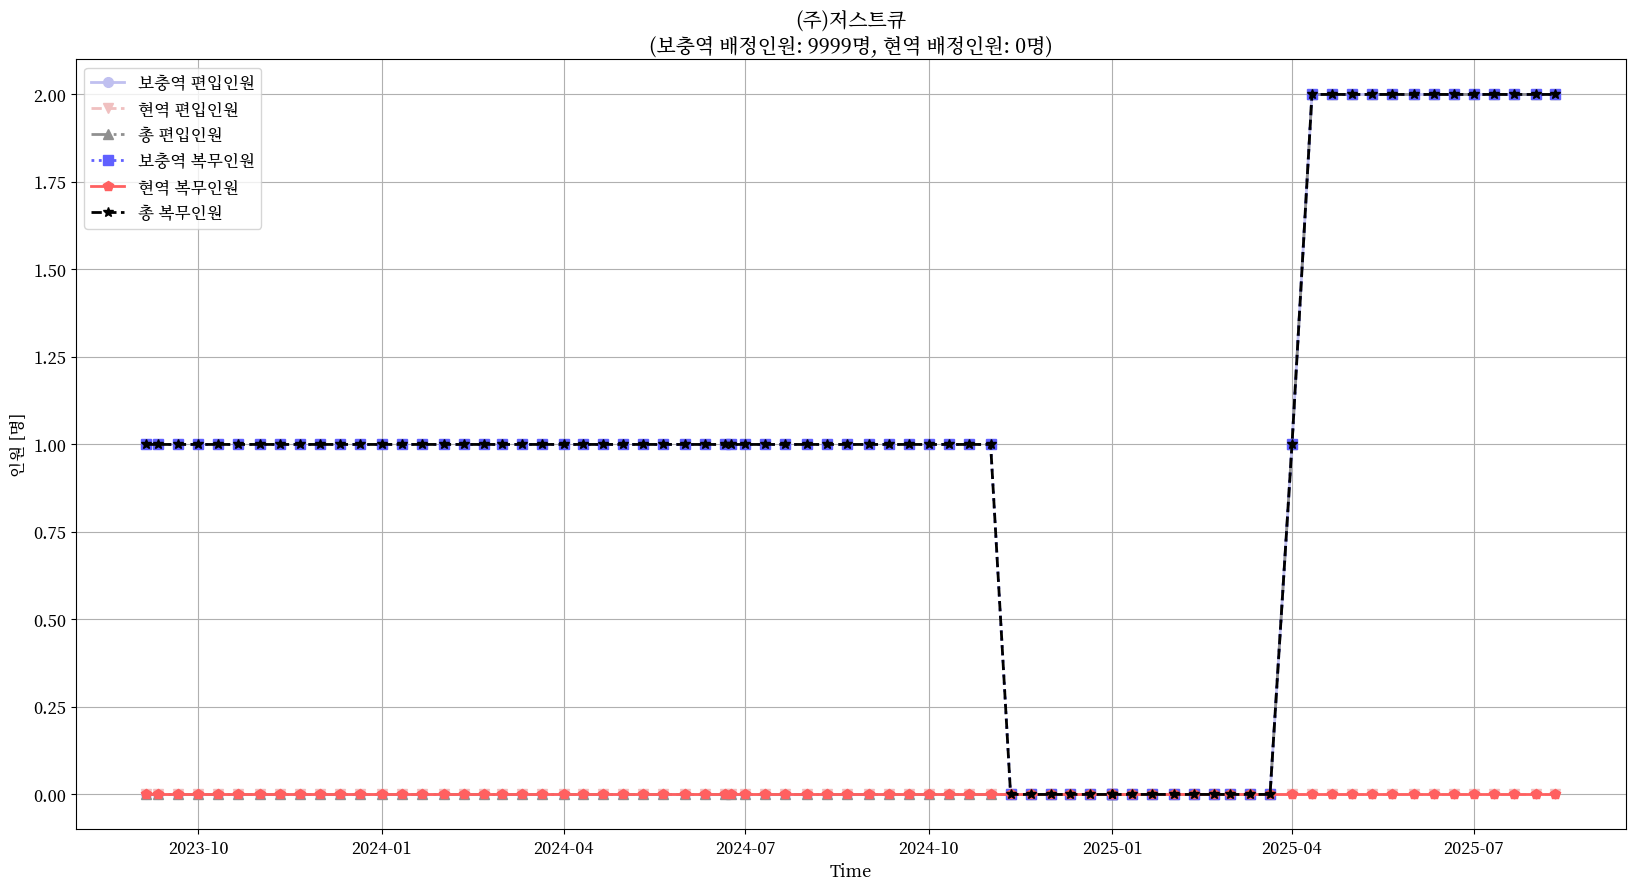 (주)저스트큐
(보충역 배정인원: 9999명, 현역 배정인원: 0명)
보충역 편입인원
현역 편입인원
총 편입인원
보충역 복무인원
현역 복무인원
총 복무인원
2.00
1.75
1.50
1.25
1.00
0.75
0.50
0.25
0.00
인원 [명]
2023-10
2024-01
2024-04
2024-07
2024-10
2025-01
2025-04
2025-07
Time